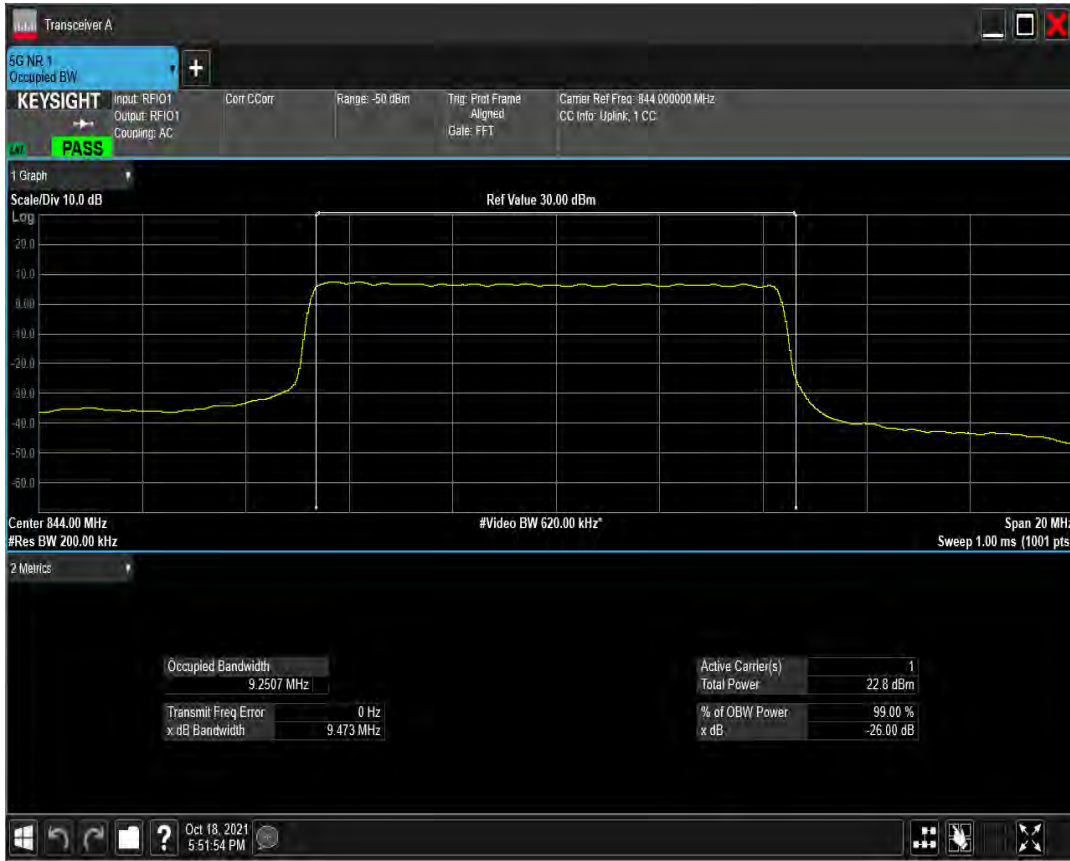 Transceiver A
5G NR 1
Occupied BW
+
KEYSIGHT
Input: RFIO1
Output: RFIO1
Coupling: AC
Corr CCorr
Range: -50 dBm
Trig: Prot Frame
Aligned
Gate: FFT
Carrier Ref Freq: 844.000000 MHz
CC Info: Uplink, 1 CC
PASS
1 Graph
Scale/Div 10.0 dB
Ref Value 30.00 dBm
Log
20.0
10.0
0.00
-10.0
-20.0
-30.0
-40.0
-50.0
-60.0
Center 844.00 MHz
#Video BW 620.00 kHz*
Span 20 MHz
#Res BW 200.00 kHz
Sweep 1.00 ms (1001 pts
2 Metrics
Occupied Bandwidth
9.2507 MHz
Transmit Freq Error 0 Hz
x dB Bandwidth 9.473 MHz
Active Carrier(s) 1
Total Power 22.8 dBm
% of OBW Power 99.00 %
x dB -26.00 dB
?
Oct 18, 2021
5:51:54 PM